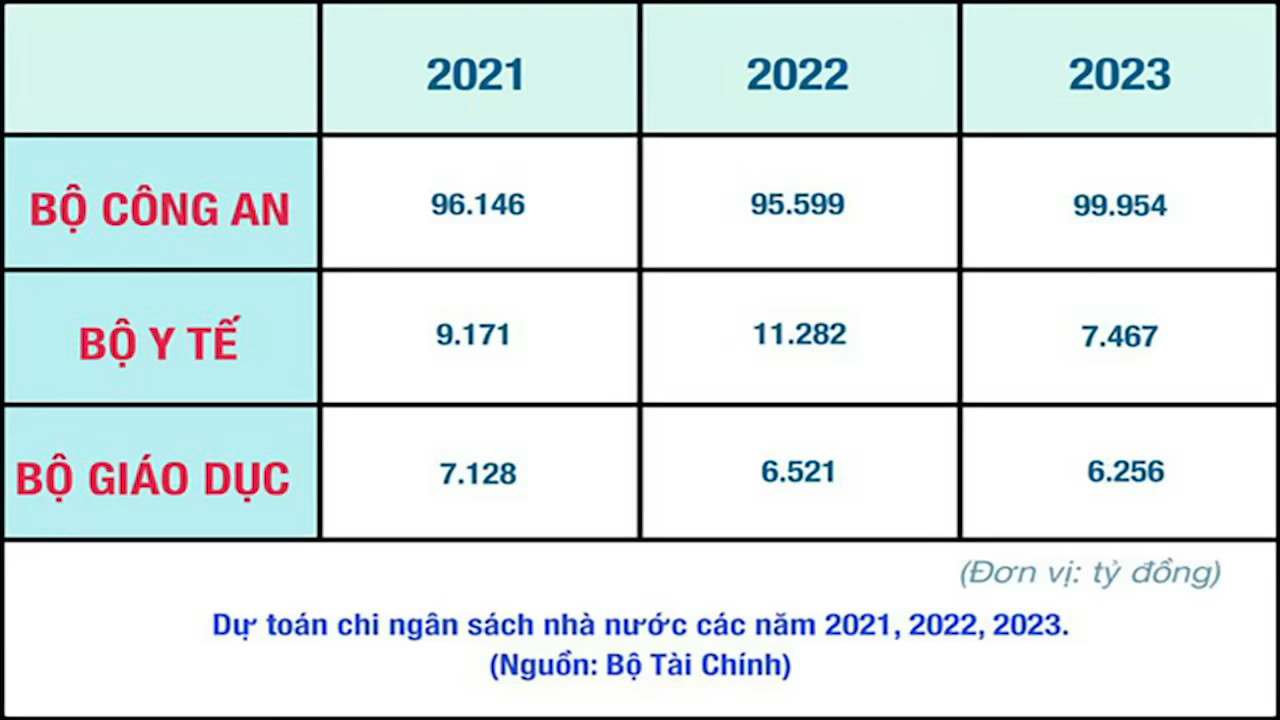 2021 2022 2023
BỘ CÔNG AN 96.146 95.599 99.954
BỘ Y TẾ 9.171 11.282 7.467
BỘ GIÁO DỤC 7.128 6.521 6.256
(Đơn vị: tỷ đồng)
Dự toán chi ngân sách nhà nước các năm 2021, 2022, 2023.
(Nguồn: Bộ Tài Chính)